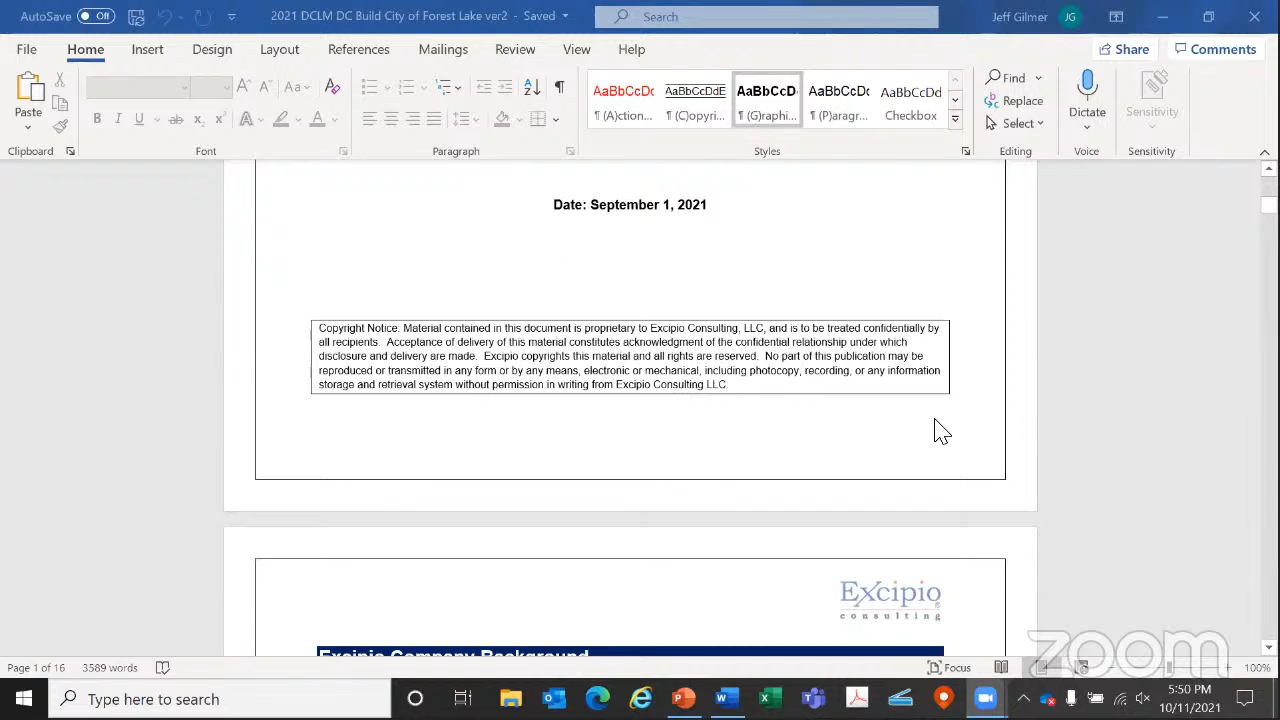 AutoSave Off 2021 DCLM DC Build City of Forest Lake ver2 - Saved Search Jeff Gilmer JG
File Home Insert Design Layout References Mailings Review View Help Share Comments
Paste
Aa
B I U ab x₂ x² A A
AaBbCcDc AaBbCcDdE AaBbCcD AaBbCcDc AaBbCcDd
¶ (A)ction... ¶ (C)opyri... ¶ (G)raphi... ¶ (P)aragr... Checkbox
Find
Replace
Select
Dictate
Sensitivity
Clipboard Font Paragraph Styles Editing Voice Sensitivity
Date: September 1, 2021
Copyright Notice: Material contained in this document is proprietary to Excipio Consulting, LLC, and is to be treated confidentially by
all recipients. Acceptance of delivery of this material constitutes acknowledgment of the confidential relationship under which
disclosure and delivery are made. Excipio copyrights this material and all rights are reserved. No part of this publication may be
reproduced or transmitted in any form or by any means, electronic or mechanical, including photocopy, recording, or any information
storage and retrieval system without permission in writing from Excipio Consulting LLC.
Excipio
consulting
Excipio Company Background
Page 1 of 16 3589 words Focus 100%
zoom
Type here to search
5:50 PM
10/11/2021